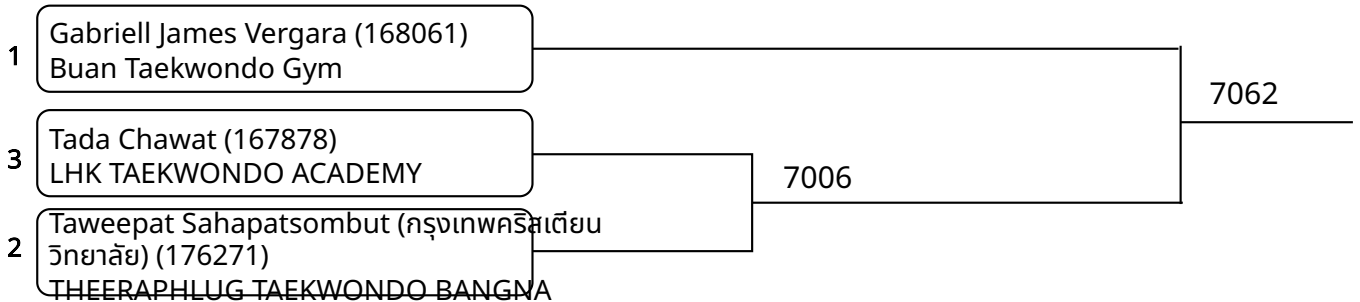 1
Gabriell James Vergara (168061)
Buan Taekwondo Gym
7062
3
Tada Chawat (167878)
LHK TAEKWONDO ACADEMY
7006
2
Taweepat Sahapatsombut (กรุงเทพคริสเตียน
วิทยาลัย) (176271)
THEERAPHLUG TAEKWONDO BANGNA